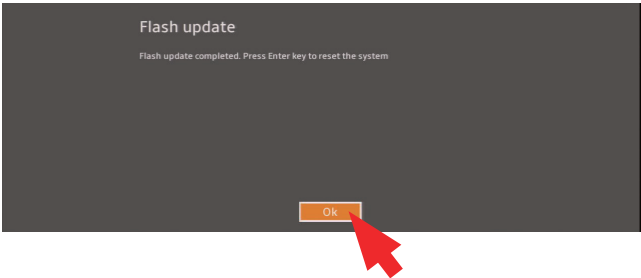 Flash update
Flash update completed. Press Enter key to reset the system
Ok